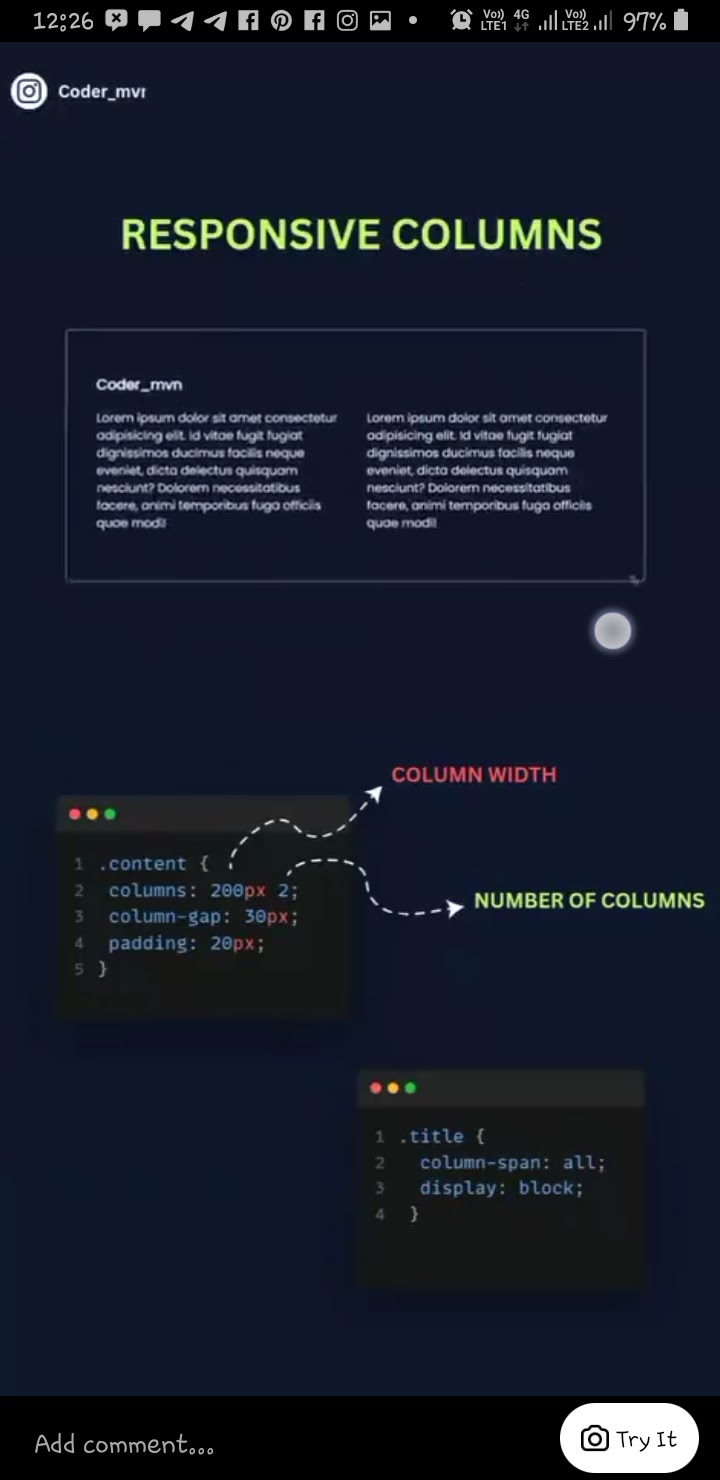 12:26 Vo)) LTE1 4G Vo)) LTE2 97%
Coder_mvn
RESPONSIVE COLUMNS
Coder_mvn
Lorem ipsum dolor sit amet consectetur
adipisicing elit. Id vitae fugit fugiat
dignissimos ducimus facilis neque
eveniet, dicta delectus quisquam
nesciunt? Dolorem necessitatibus
facere, animi temporibus fuga officiis
quae modi!
Lorem ipsum dolor sit amet consectetur
adipisicing elit. Id vitae fugit fugiat
dignissimos ducimus facilis neque
eveniet, dicta delectus quisquam
nesciunt? Dolorem necessitatibus
facere, animi temporibus fuga officiis
quae modi!
COLUMN WIDTH
NUMBER OF COLUMNS
1 .content {
2 columns: 200px 2;
3 column-gap: 30px;
4 padding: 20px;
5 }
1 .title {
2 column-span: all;
3 display: block;
4 }
Add comment...
Try It